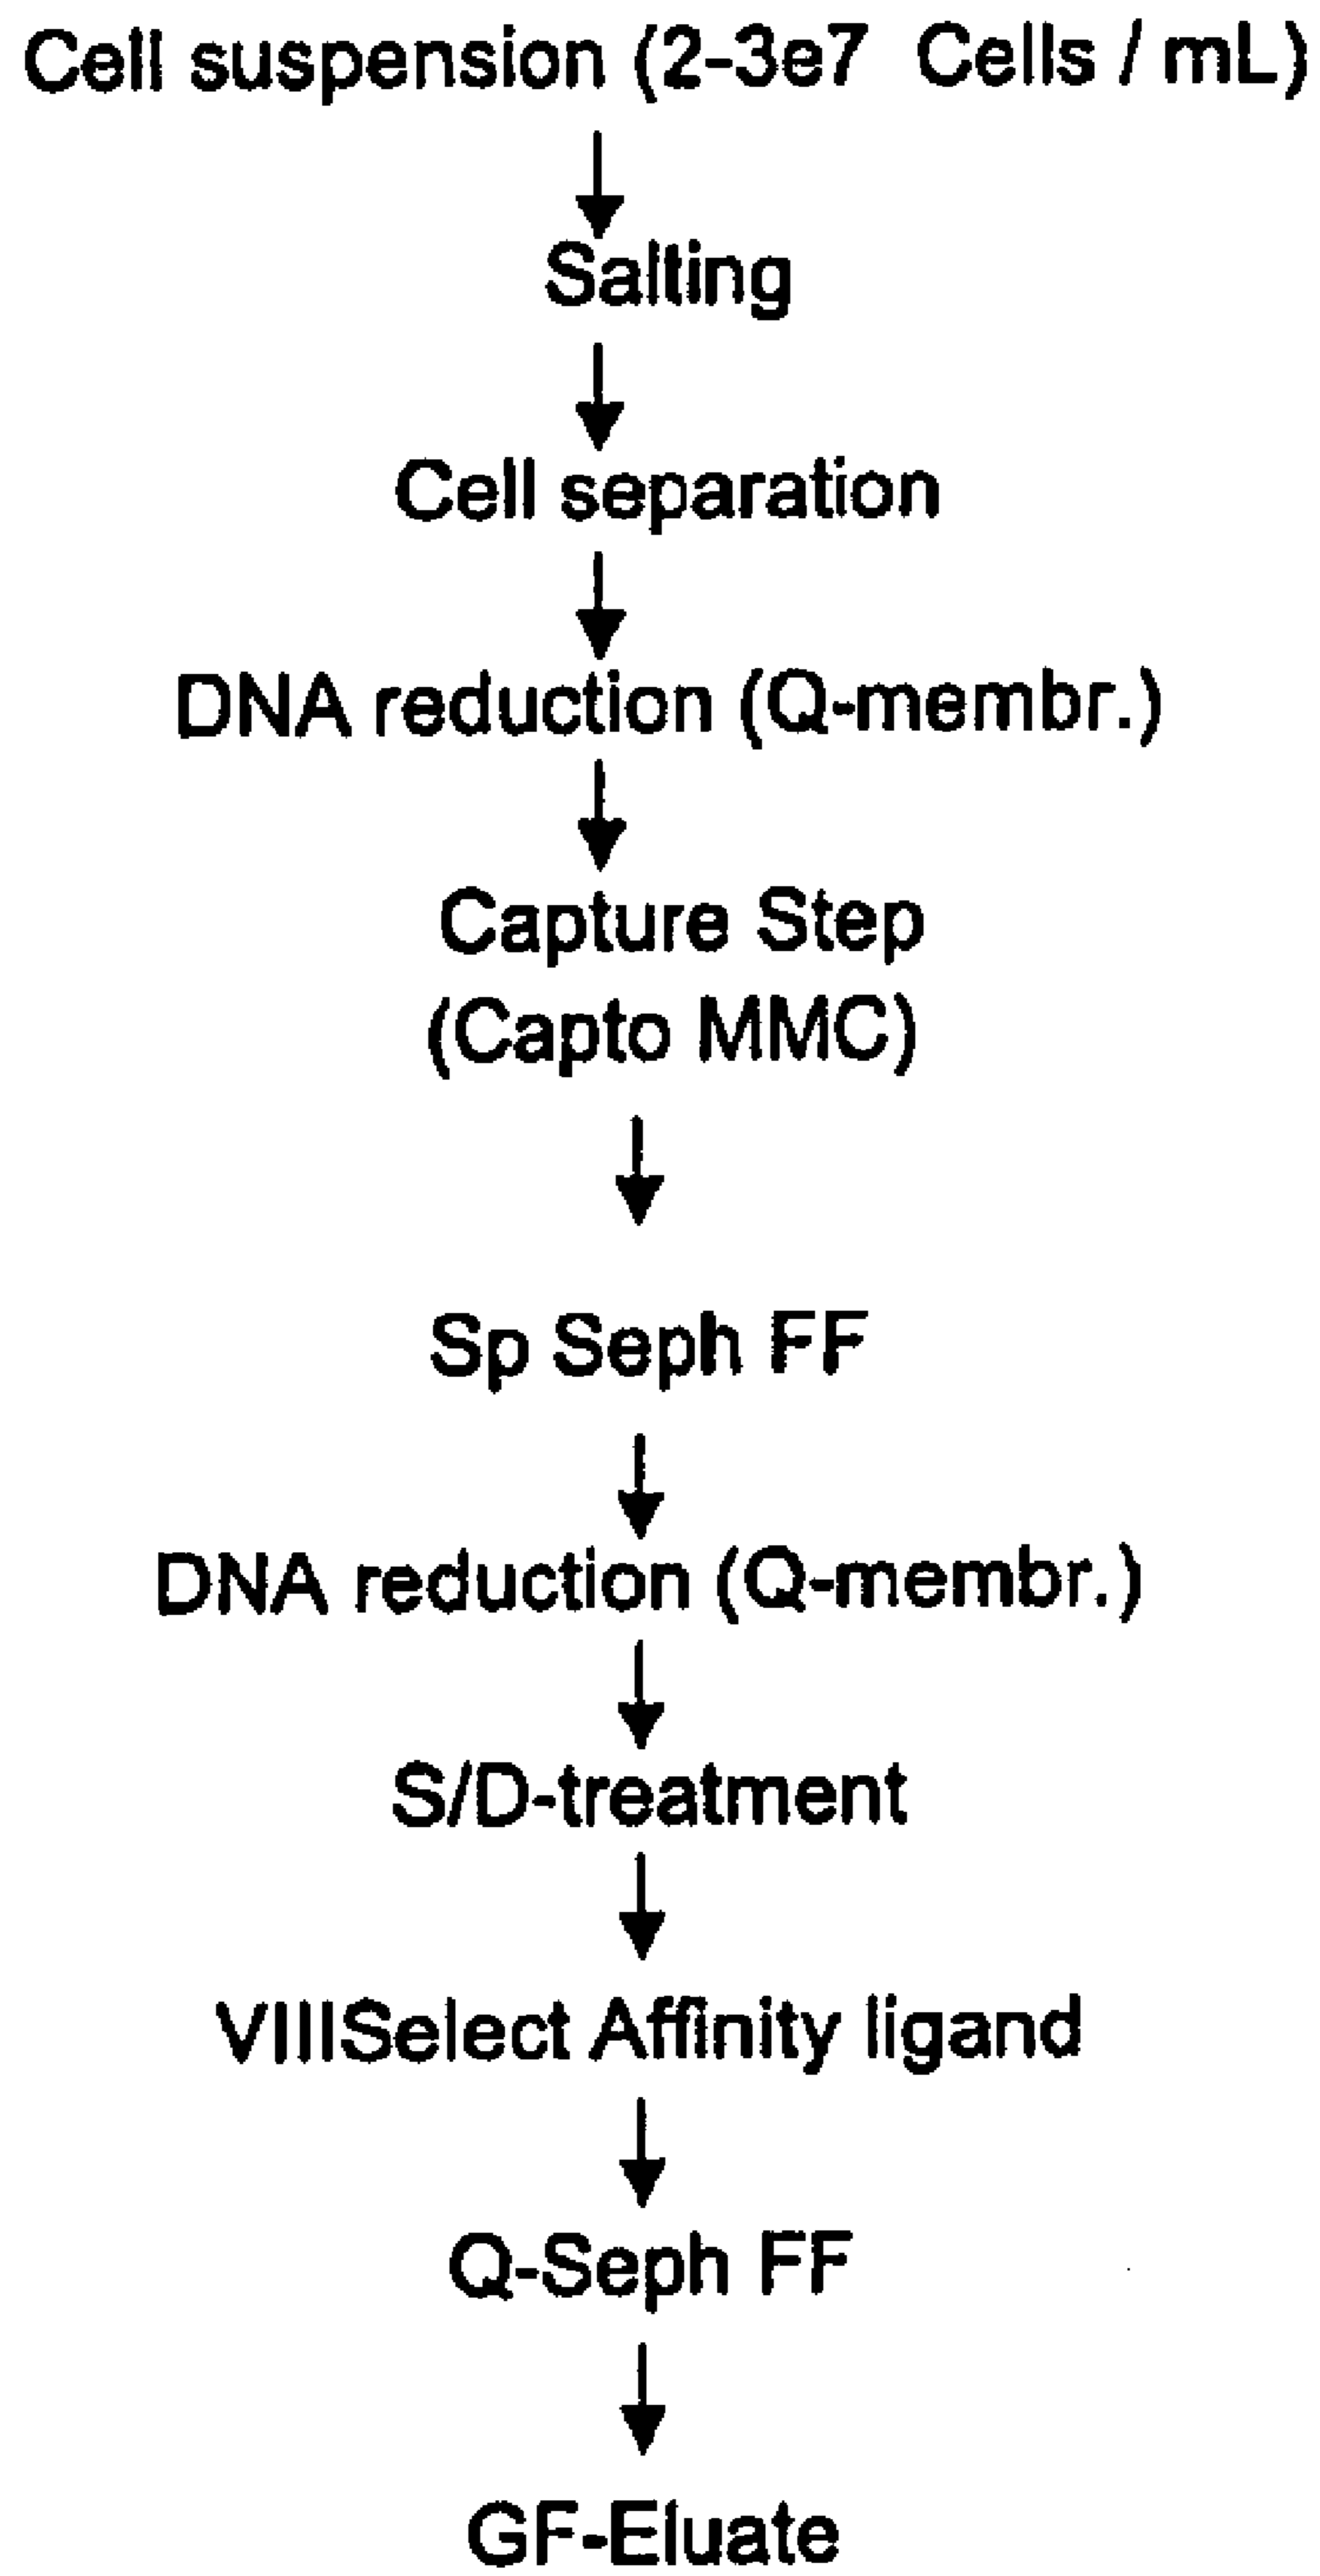 Cell suspension (2-3e7 Cells / mL)
Salting
Cell separation
DNA reduction (Q-membr.)
Capture Step
(Capto MMC)
Sp Seph FF
DNA reduction (Q-membr.)
S/D-treatment
VIIISelect Affinity ligand
Q-Seph FF
GF-Eluate